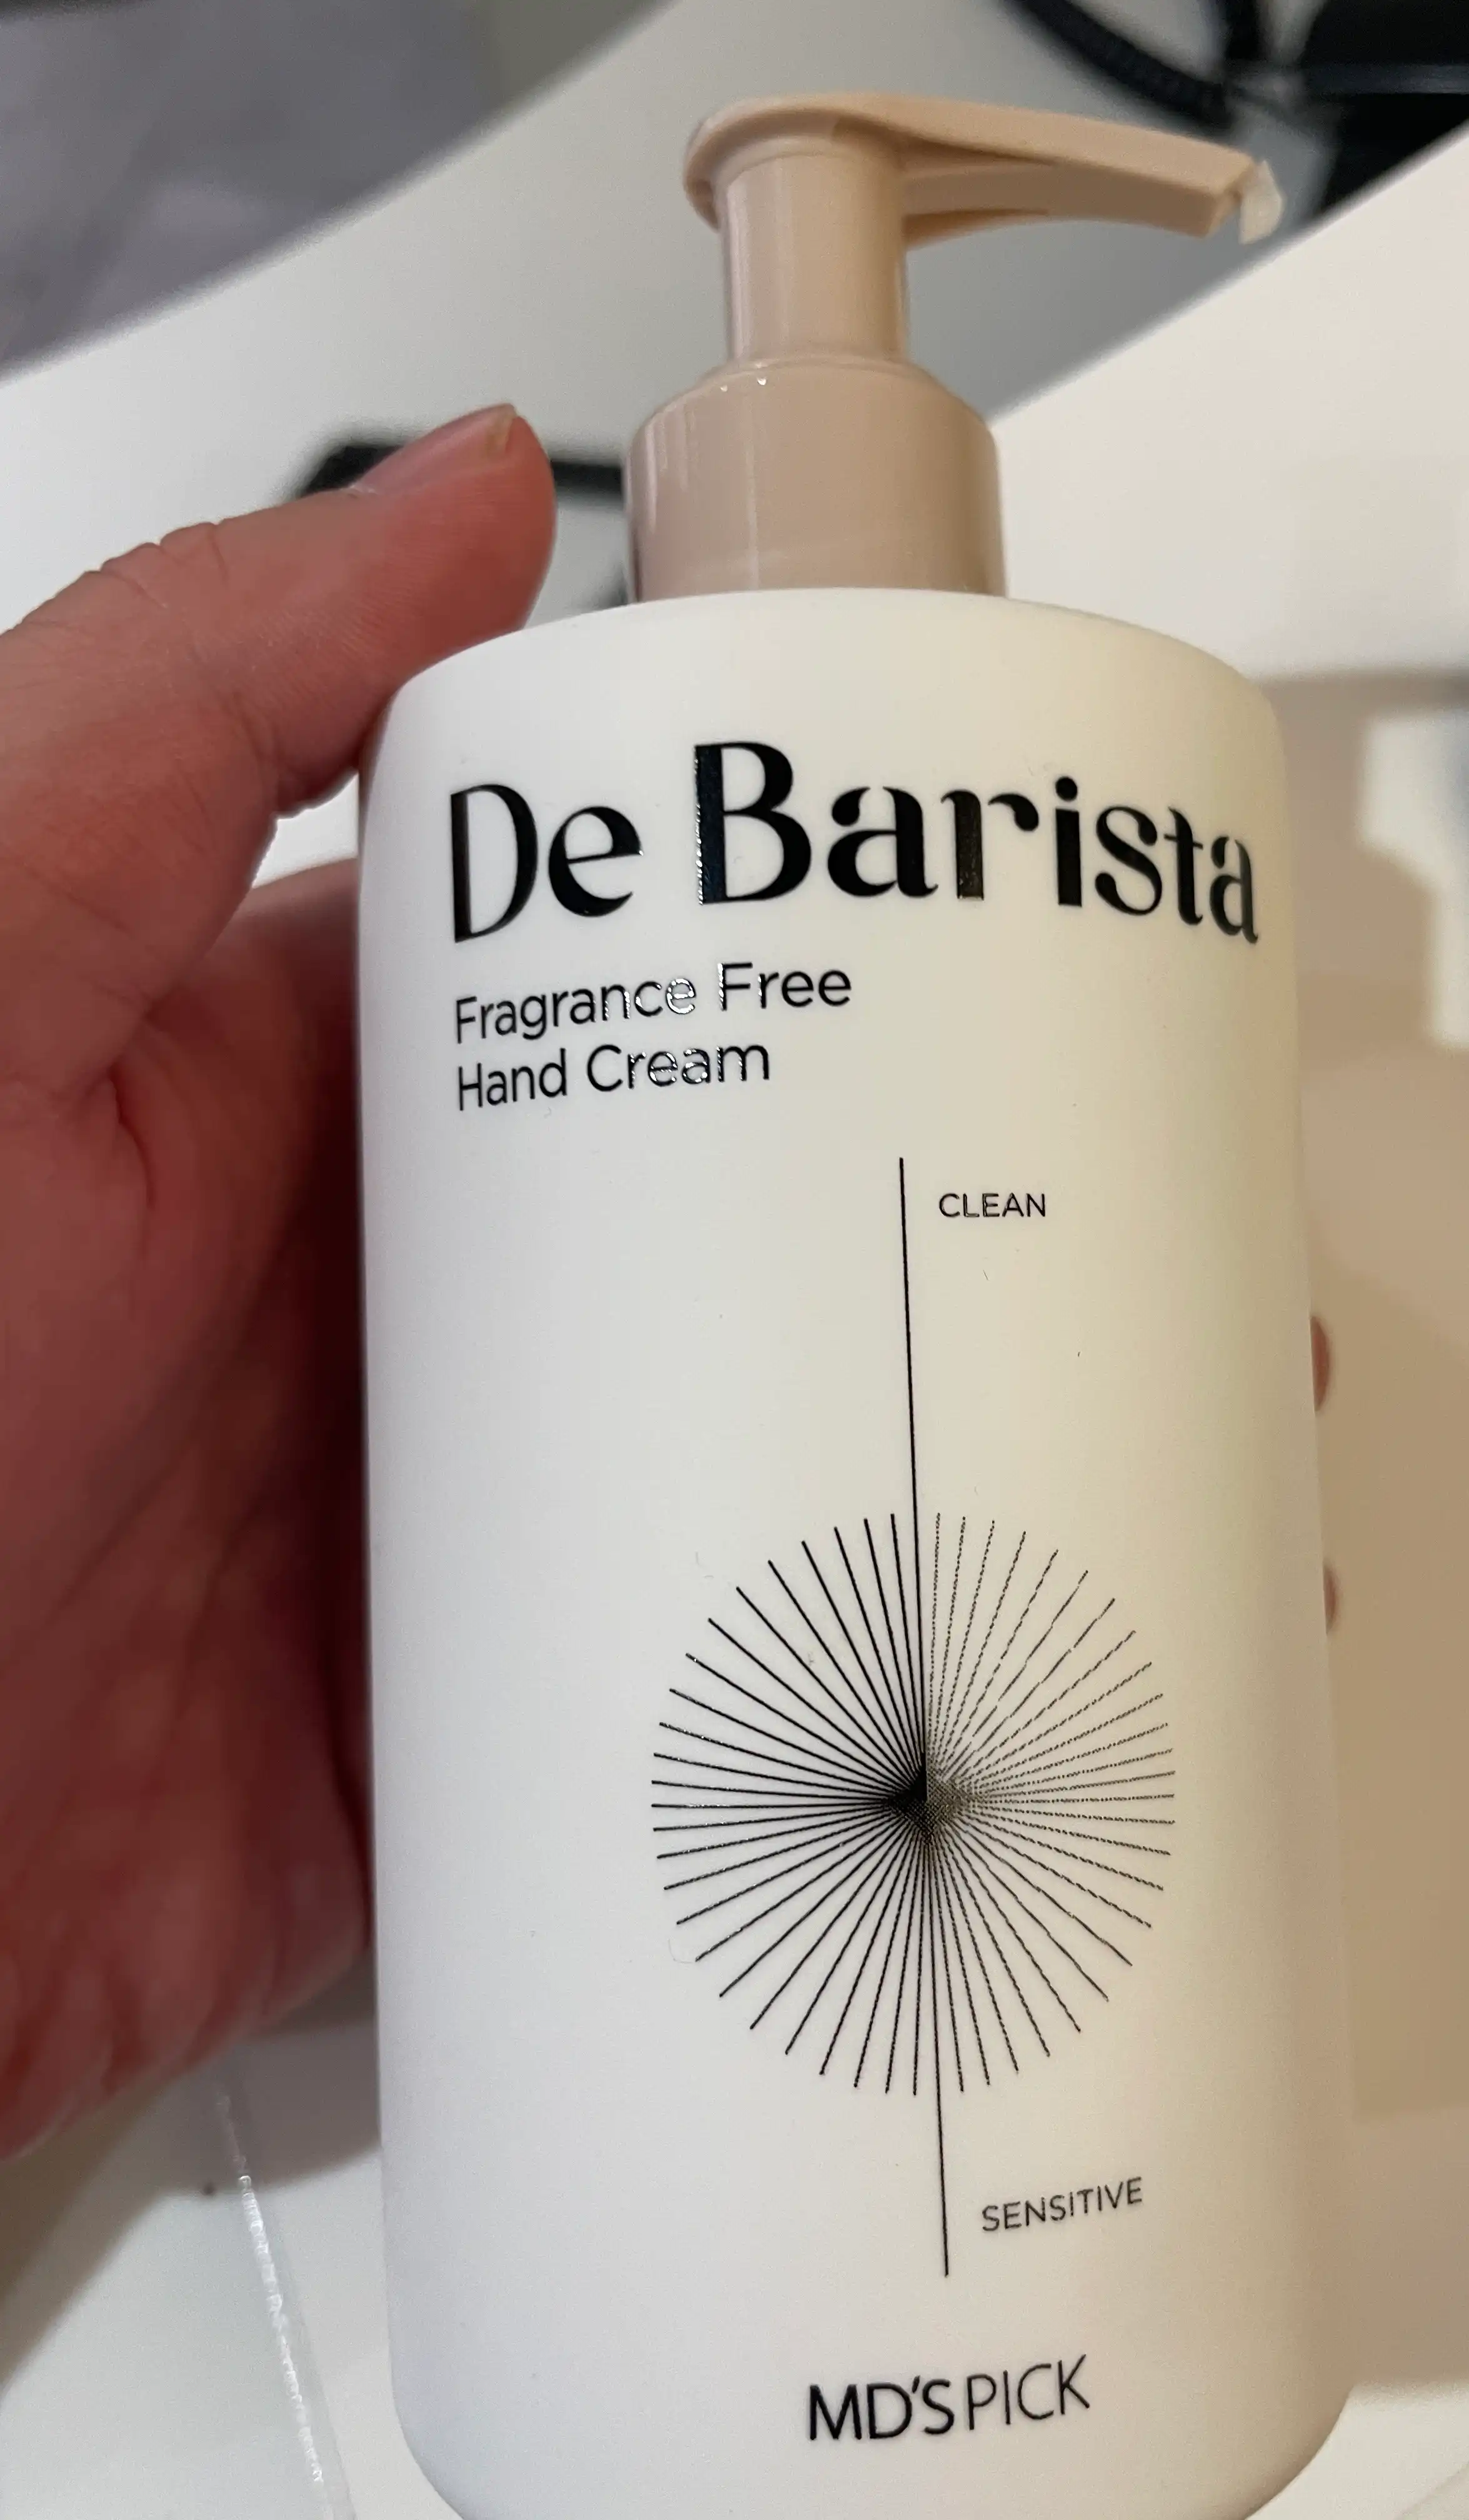 De Barista
Fragrance Free
Hand Cream
CLEAN
SENSITIVE
MD'S PICK